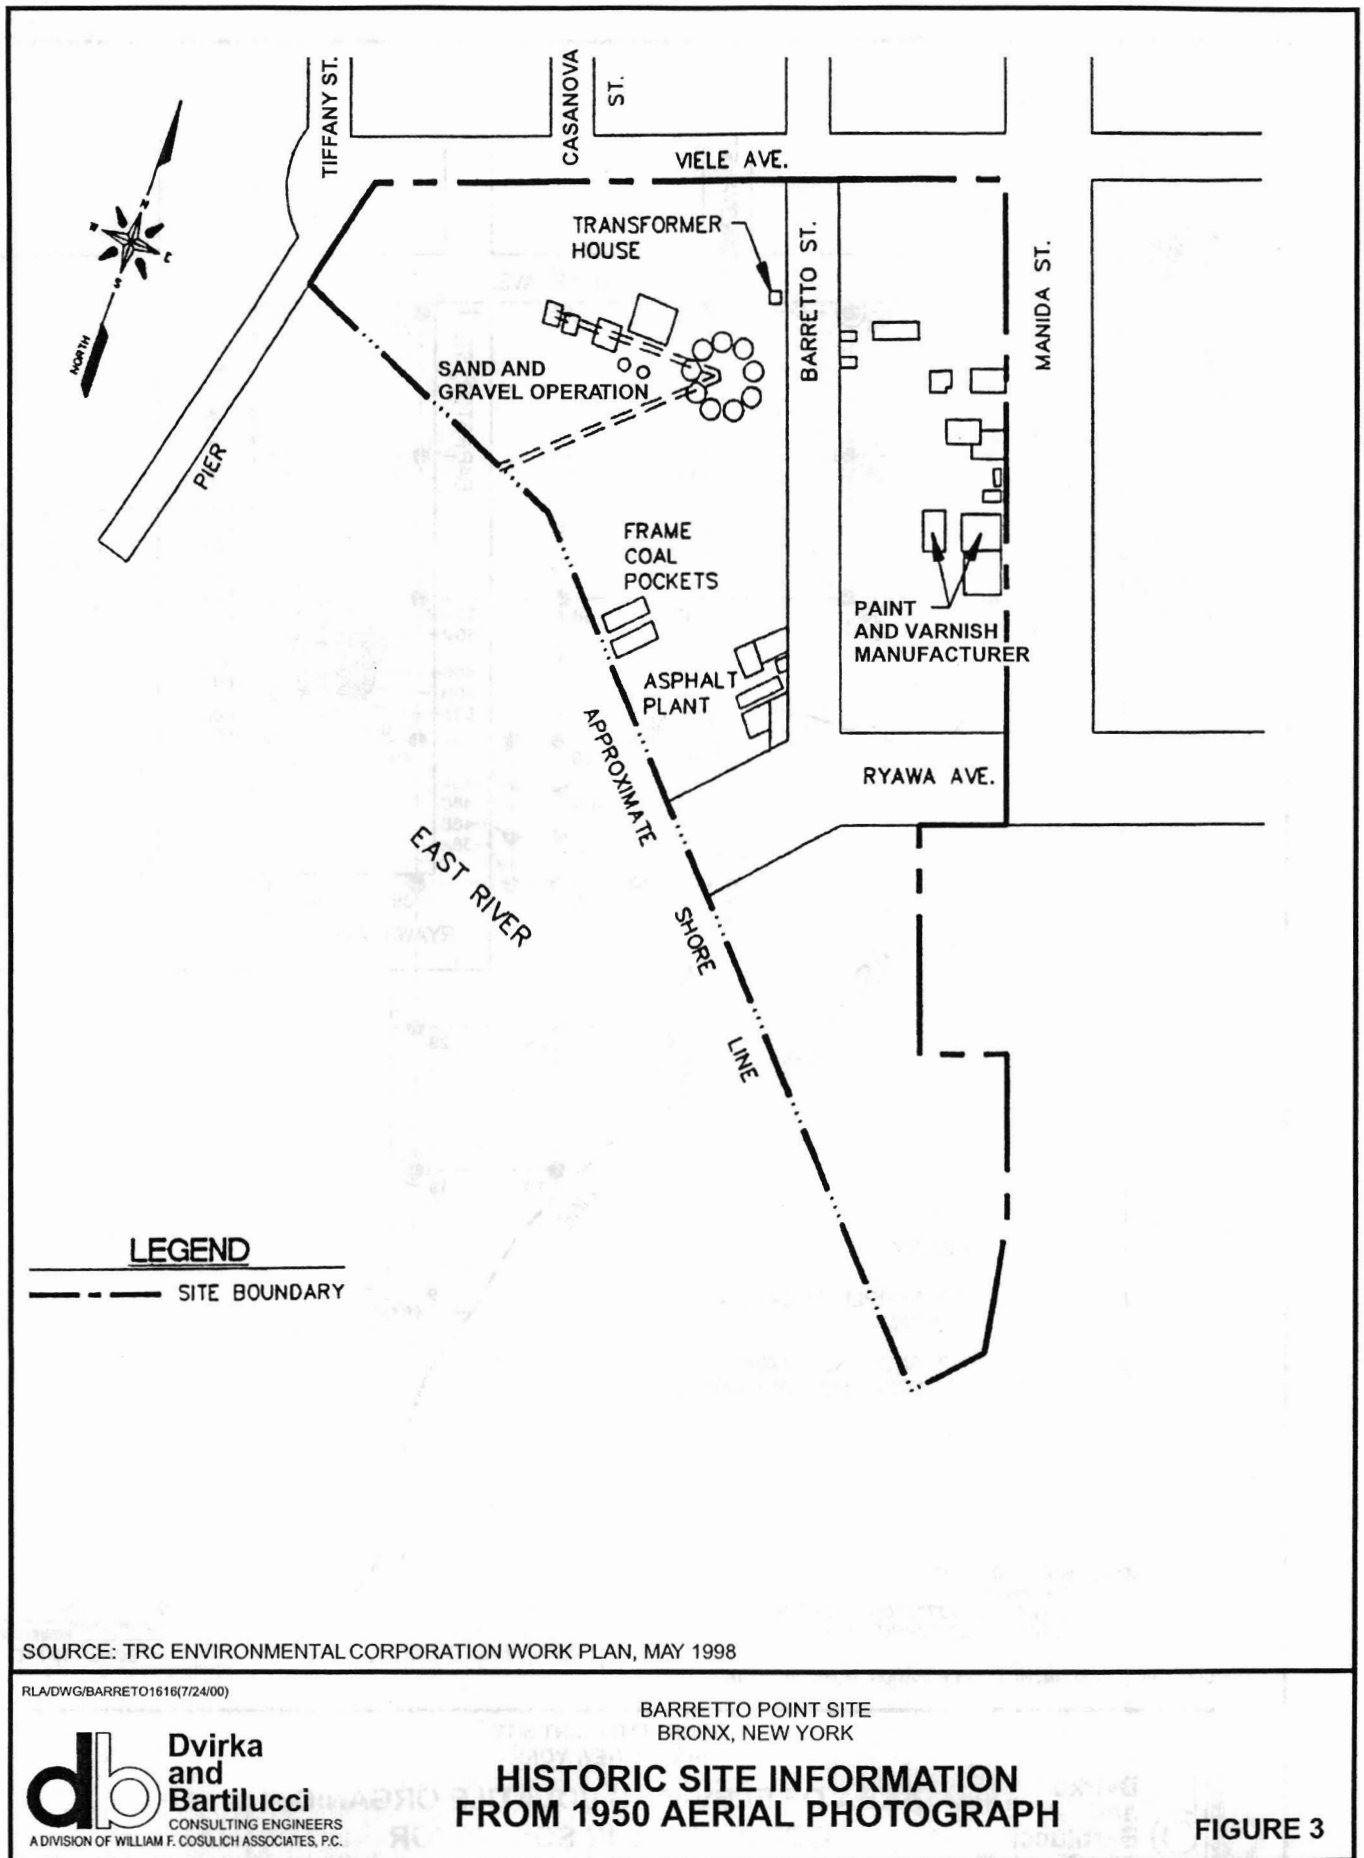 TIFFANY ST.
CASANOVA
ST.
VIELE AVE.
TRANSFORMER
HOUSE
BARRETTO ST.
MANIDA ST.
N
E
S
NORTH
SAND AND
GRAVEL OPERATION
PIER
FRAME
COAL
POCKETS
PAINT
AND VARNISH
MANUFACTURER
ASPHALT
PLANT
RYAWA AVE.
APPROXIMATE
SHORE
LINE
EAST RIVER
LEGEND
SITE BOUNDARY
SOURCE: TRC ENVIRONMENTAL CORPORATION WORK PLAN, MAY 1998
RLA/DWG/BARRETO1616(7/24/00)
BARRETTO POINT SITE
BRONX, NEW YORK
db
Dvirka
and
Bartilucci
CONSULTING ENGINEERS
A DIVISION OF WILLIAM F. COSULICH ASSOCIATES, P.C.
HISTORIC SITE INFORMATION
FROM 1950 AERIAL PHOTOGRAPH
FIGURE 3